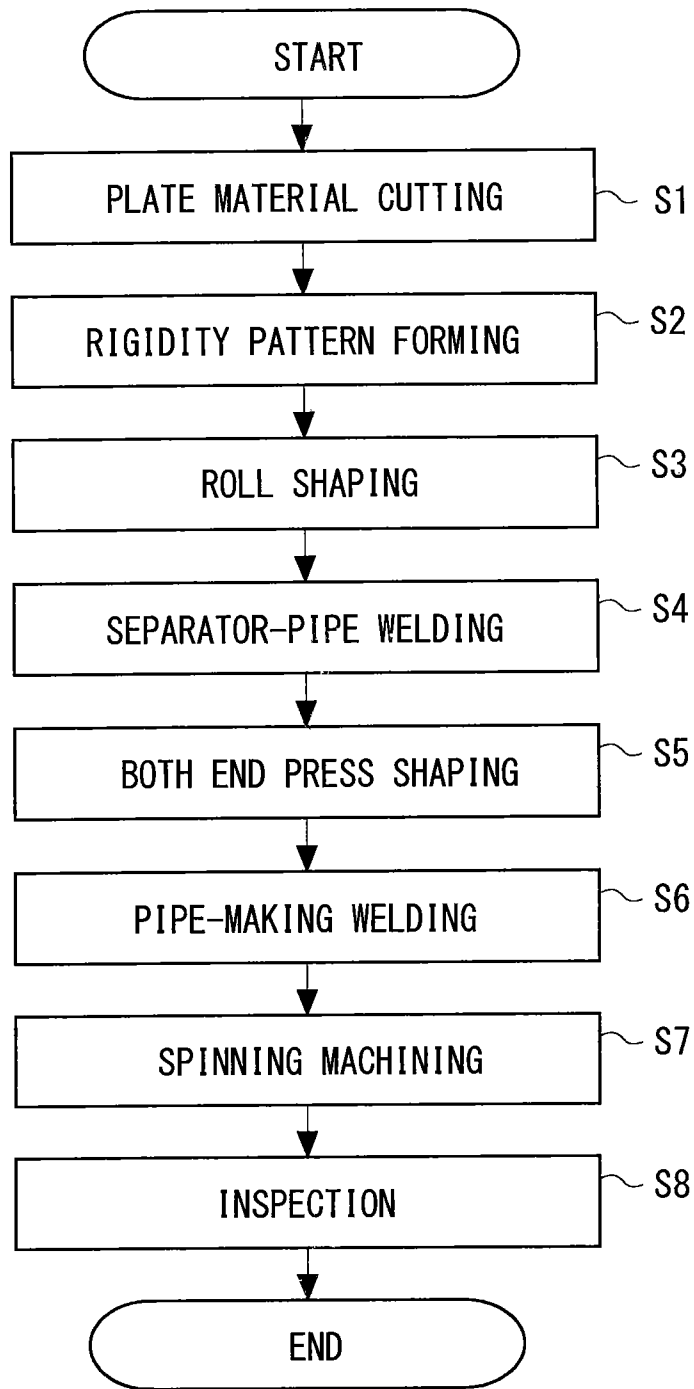 START
PLATE MATERIAL CUTTING
S1
RIGIDITY PATTERN FORMING
S2
ROLL SHAPING
S3
SEPARATOR-PIPE WELDING
S4
BOTH END PRESS SHAPING
S5
PIPE-MAKING WELDING
S6
SPINNING MACHINING
S7
INSPECTION
S8
END